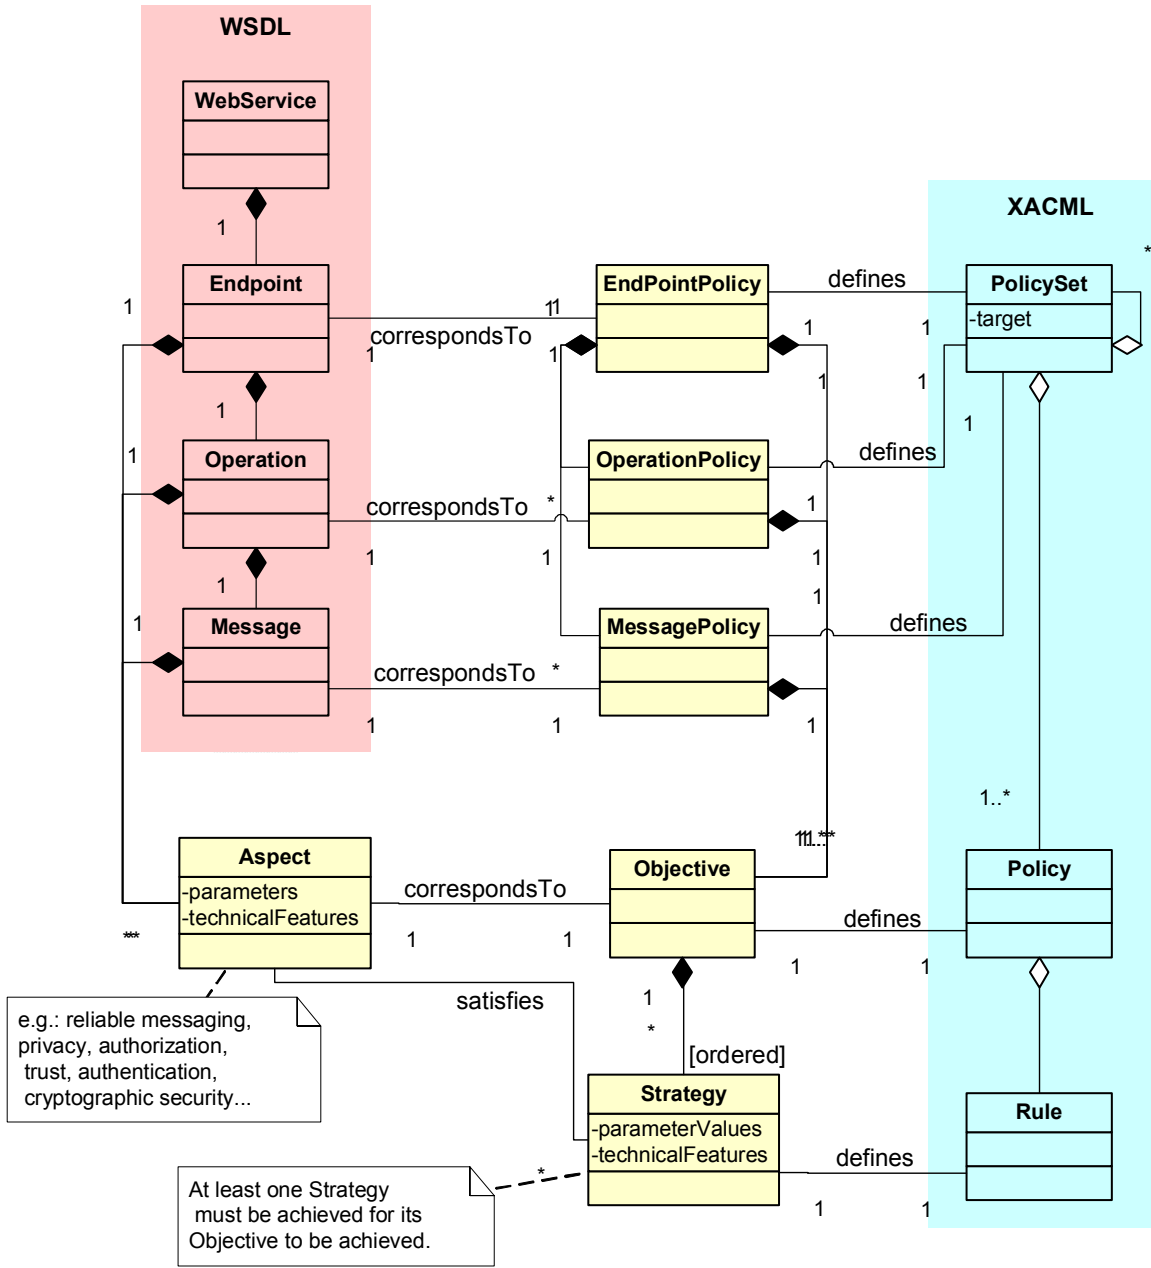 WSDL
WebService
1
XACML
*
Endpoint
EndPointPolicy
defines
PolicySet
-target
1
1
1
1
1
correspondsTo
1
1
1
1
1
1
1
Operation
OperationPolicy
defines
1
correspondsTo
*
1
1
1
1
1
1
1
Message
MessagePolicy
defines
correspondsTo
*
1
1
1
1..*
Aspect
-parameters
-technicalFeatures
correspondsTo
Objective
Policy
defines
***
1
1
1
1
satisfies
1
*
[ordered]
e.g.: reliable messaging,
privacy, authorization,
trust, authentication,
cryptographic security...
Strategy
-parameterValues
-technicalFeatures
Rule
defines
*
1
1
At least one Strategy
must be achieved for its
Objective to be achieved.